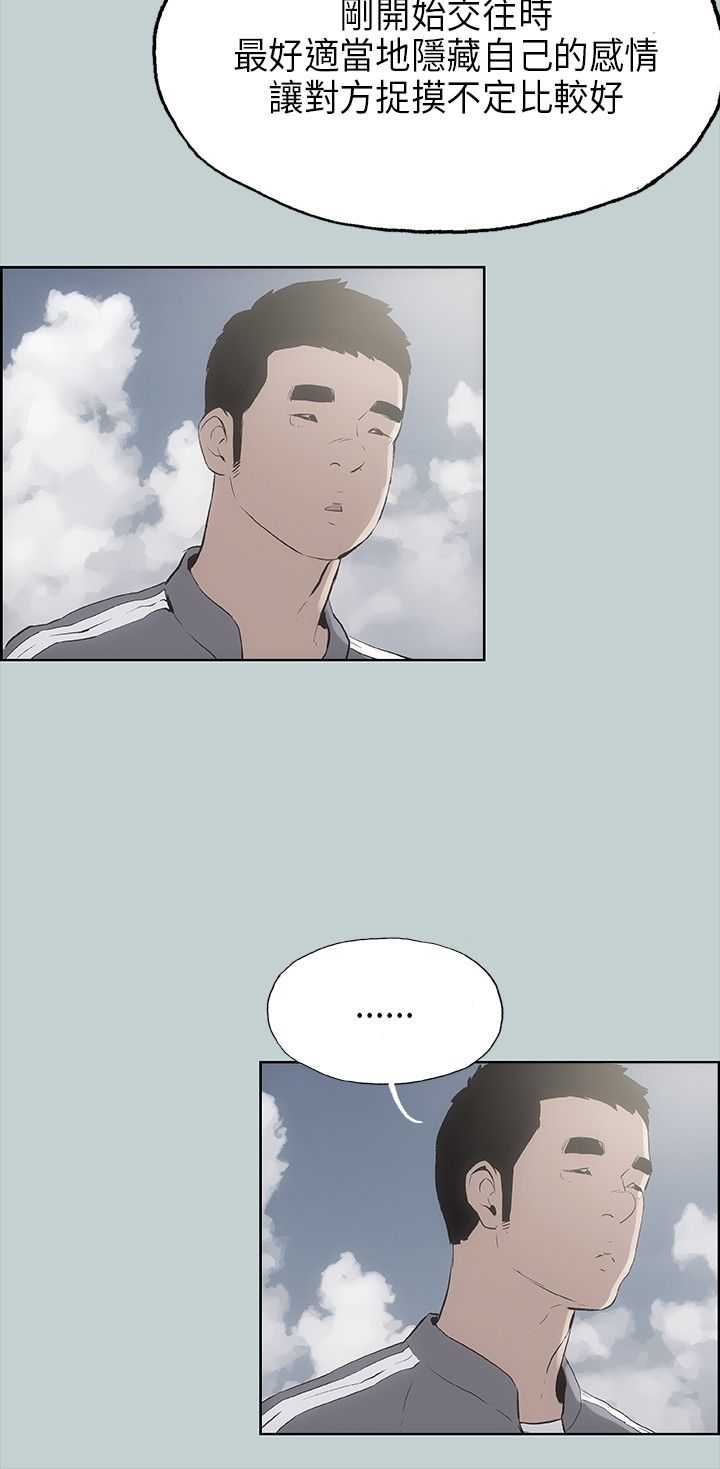 剛開始交往時
最好適當地隱藏自己的感情
讓對方捉摸不定比較好
……